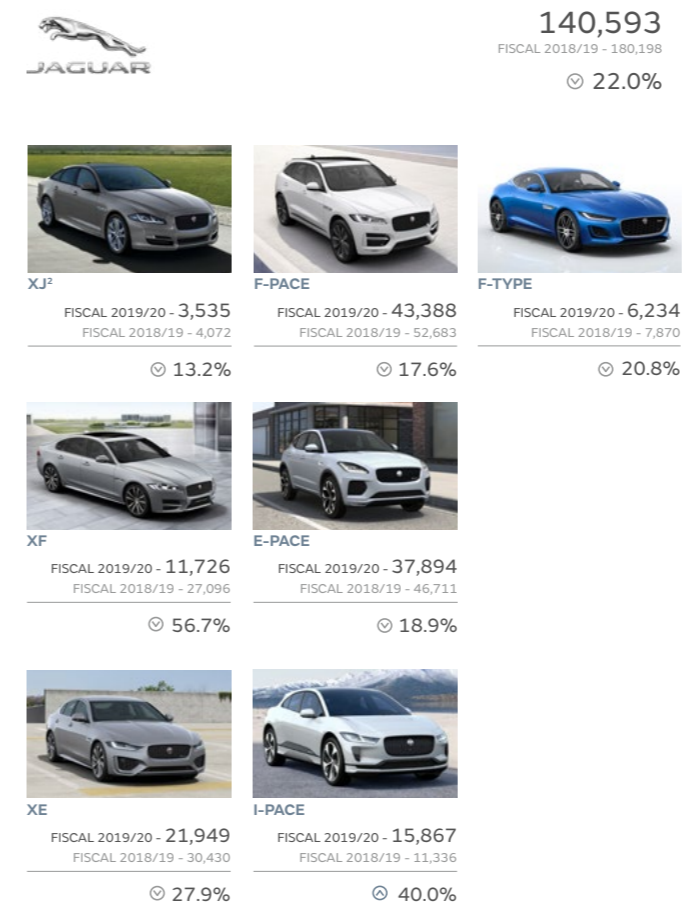 JAGUAR
140,593
FISCAL 2018/19 - 180,198
22.0%
XJ²
FISCAL 2019/20 - 3,535
FISCAL 2018/19 - 4,072
13.2%
F-PACE
FISCAL 2019/20 - 43,388
FISCAL 2018/19 - 52,683
17.6%
F-TYPE
FISCAL 2019/20 - 6,234
FISCAL 2018/19 - 7,870
20.8%
XF
FISCAL 2019/20 - 11,726
FISCAL 2018/19 - 27,096
56.7%
E-PACE
FISCAL 2019/20 - 37,894
FISCAL 2018/19 - 46,711
18.9%
XE
FISCAL 2019/20 - 21,949
FISCAL 2018/19 - 30,430
27.9%
I-PACE
FISCAL 2019/20 - 15,867
FISCAL 2018/19 - 11,336
40.0%